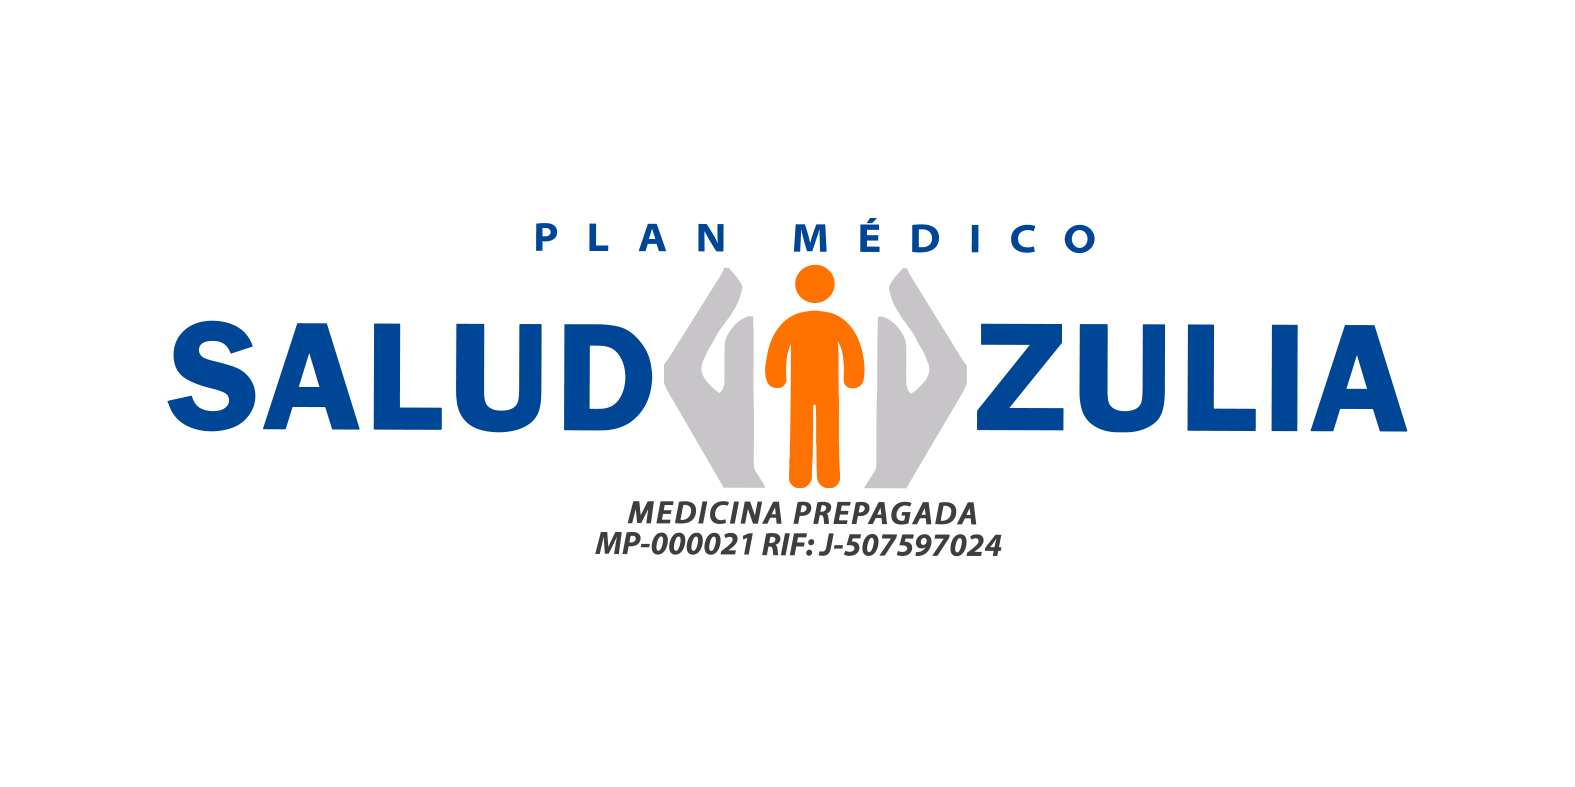 PLAN MÉDICO
SALUD ZULIA
MEDICINA PREPAGADA
MP-000021 RIF: J-507597024